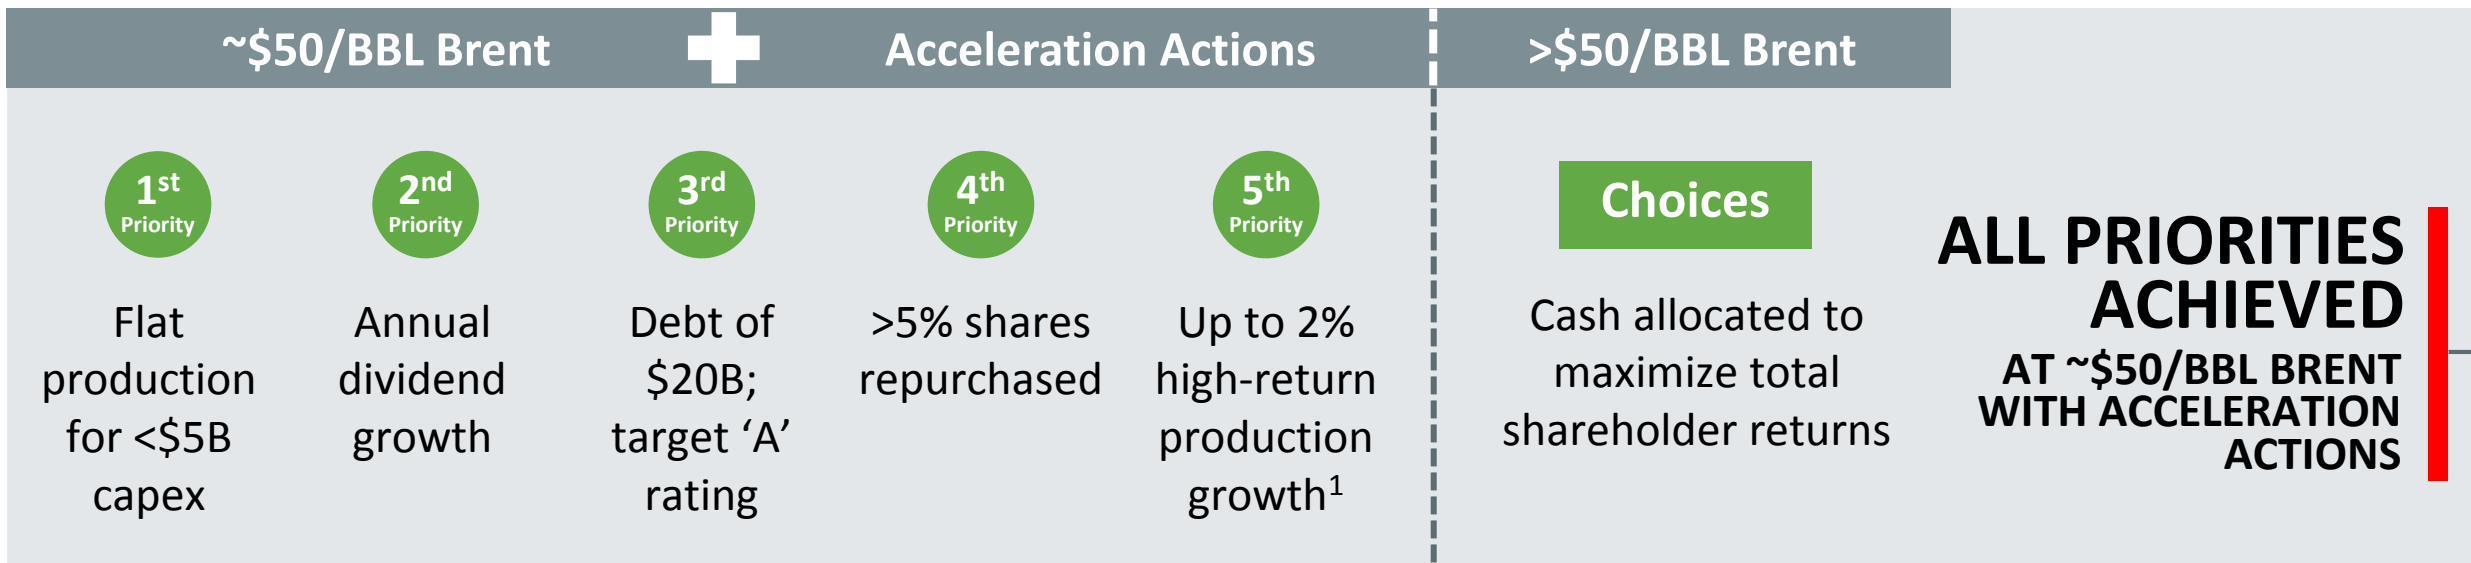 ~$50/BBL Brent
Acceleration Actions
>$50/BBL Brent
1st
Priority
Flat
production
for <$5B
capex
2nd
Priority
Annual
dividend
growth
3rd
Priority
Debt of
$20B;
target ‘A’
rating
4th
Priority
>5% shares
repurchased
5th
Priority
Up to 2%
high-return
production
growth1
Choices
Cash allocated to
maximize total
shareholder returns
ALL PRIORITIES
ACHIEVED
AT ~$50/BBL BRENT
WITH ACCELERATION
ACTIONS